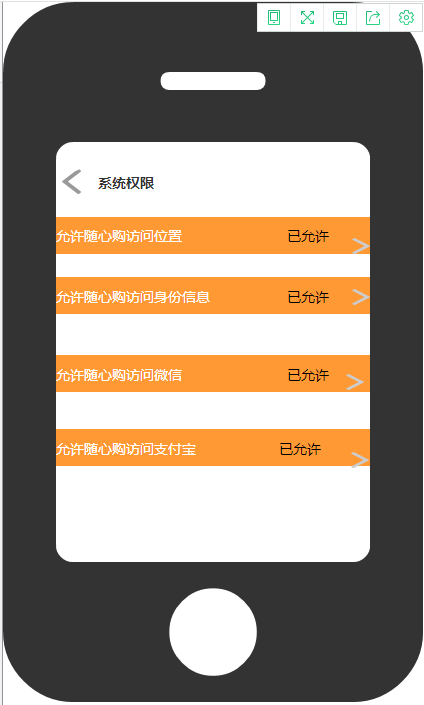 系统权限
允许随心购访问位置 已允许
允许随心购访问身份信息 已允许
允许随心购访问微信 已允许
允许随心购访问支付宝 已允许